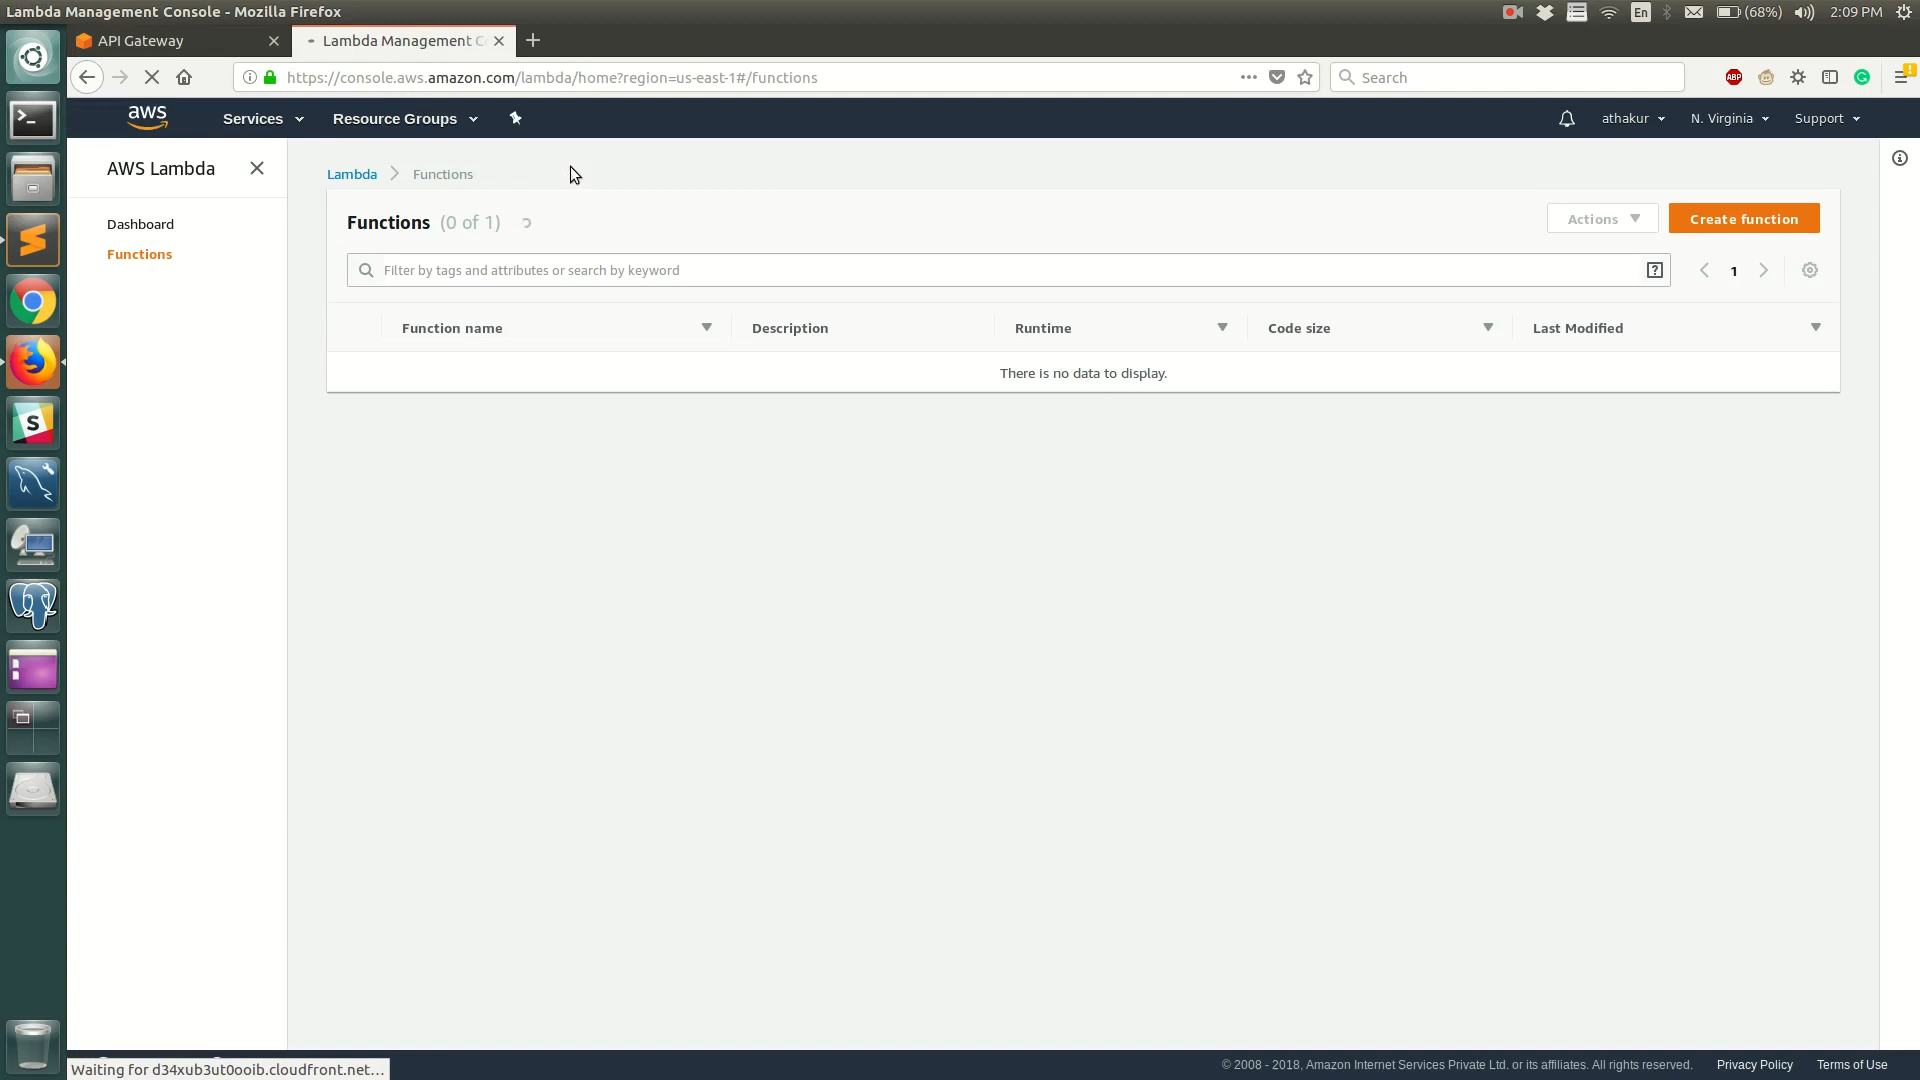 Lambda Management Console - Mozilla Firefox
En
(68%)
2:09 PM
API Gateway
Lambda Management C
https://console.aws.amazon.com/lambda/home?region=us-east-1#/functions
Search
ABP
aws
Services
Resource Groups
athakur
N. Virginia
Support
AWS Lambda
Lambda
Functions
Dashboard
Functions
Functions (0 of 1)
Actions
Create function
Filter by tags and attributes or search by keyword
?
1
Function name
Description
Runtime
Code size
Last Modified
There is no data to display.
S
Waiting for d34xub3ut0ooib.cloudfront.net...
© 2008 - 2018, Amazon Internet Services Private Ltd. or its affiliates. All rights reserved.
Privacy Policy
Terms of Use